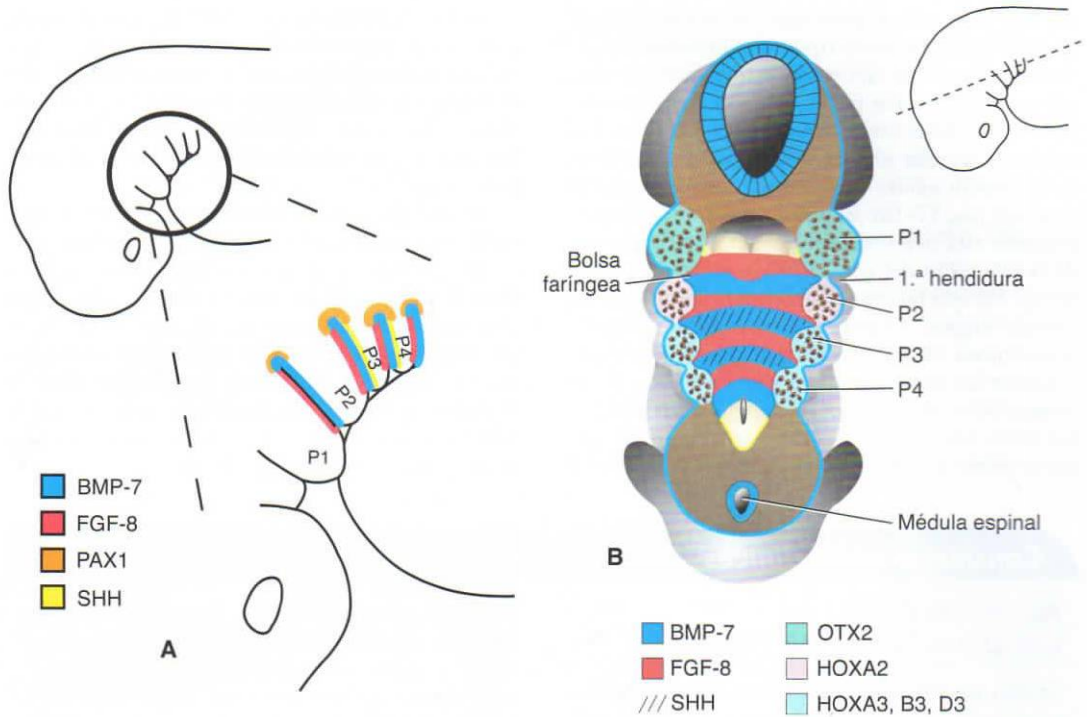 P1
P2
P3
P4
BMP-7
FGF-8
PAX1
SHH
A
Bolsa
faríngea
P1
1.ª hendidura
P2
P3
P4
Médula espinal
B
BMP-7
FGF-8
SHH
OTX2
HOXA2
HOXA3, B3, D3